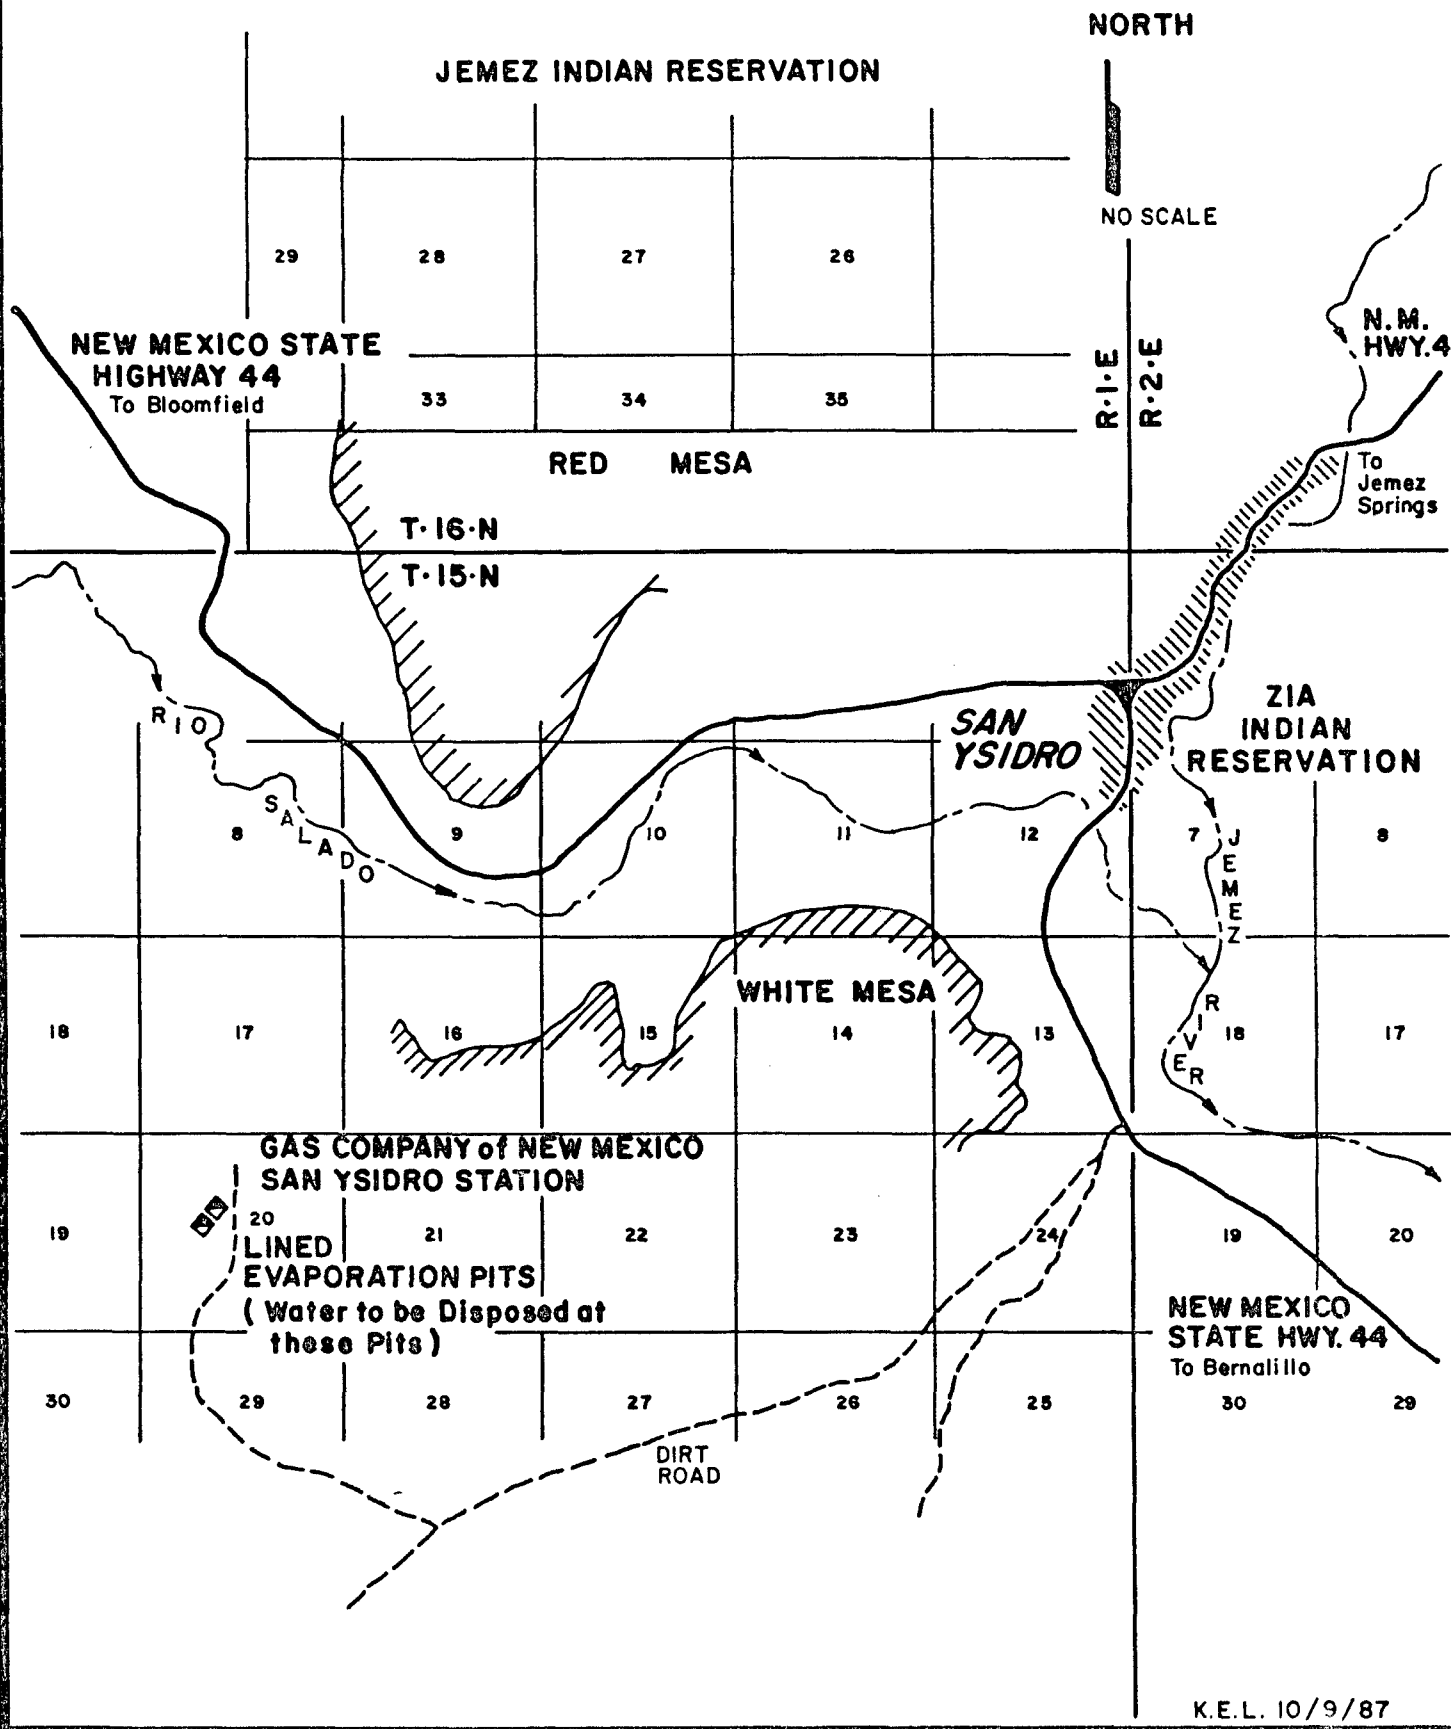 NORTH
JEMEZ INDIAN RESERVATION
NO SCALE
29 28 27 26
N.M.
HWY.4
NEW MEXICO STATE
HIGHWAY 44
To Bloomfield
R·1·E
R·2·E
33 34 35
RED MESA
To
Jemez
Springs
T·16·N
T·15·N
RIO SALADO
SAN
YSIDRO
ZIA
INDIAN
RESERVATION
8 9 10 11 12 7 8
JEMEZ RIVER
WHITE MESA
18 17 16 15 14 13 18 17
GAS COMPANY of NEW MEXICO
SAN YSIDRO STATION
19 20 21 22 23 24 19 20
LINED
EVAPORATION PITS
(Water to be Disposed at
these Pits)
NEW MEXICO
STATE HWY. 44
To Bernalillo
30 29 28 27 26 25 30 29
DIRT
ROAD
K.E.L. 10/9/87